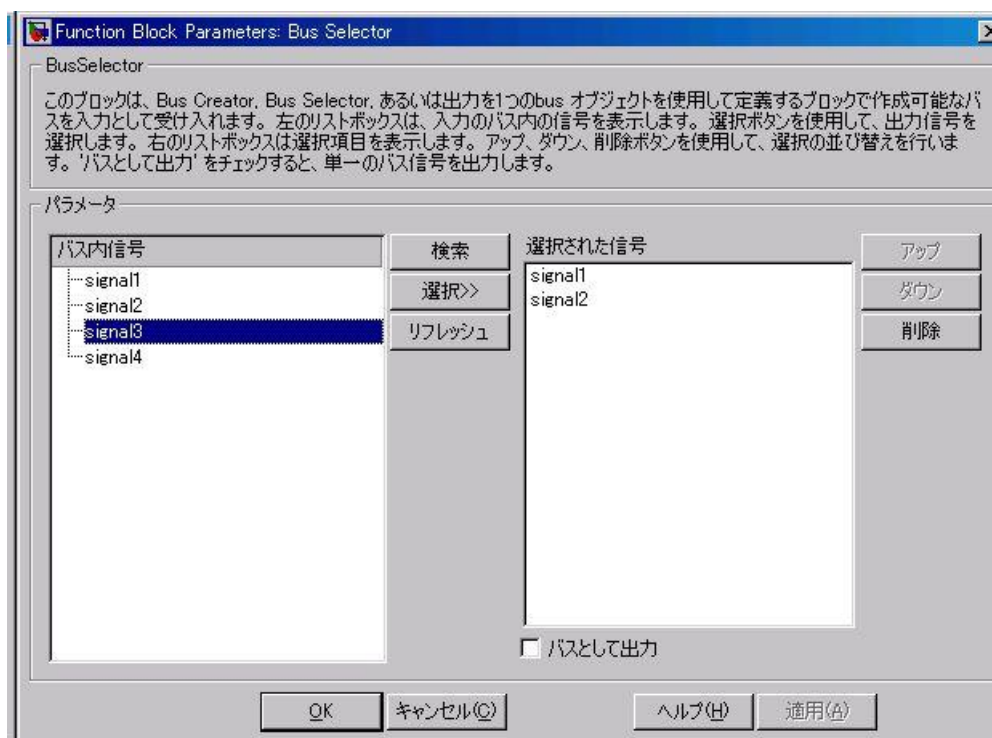 Function Block Parameters: Bus Selector
BusSelector
このブロックは、Bus Creator, Bus Selector, あるいは出力を1つのbus オブジェクトを使用して定義するブロックで作成可能なバ
スを入力として受け入れます。左のリストボックスは、入力のバス内の信号を表示します。選択ボタンを使用して、出力信号を
選択します。右のリストボックスは選択項目を表示します。アップ、ダウン、削除ボタンを使用して、選択の並び替えを行いま
す。'バスとして出力' をチェックすると、単一のバス信号を出力します。
パラメータ
バス内信号
signal1
signal2
signal3
signal4
検索
選択>>
リフレッシュ
選択された信号
signal1
signal2
アップ
ダウン
削除
バスとして出力
OK
キャンセル(C)
ヘルプ(H)
適用(A)